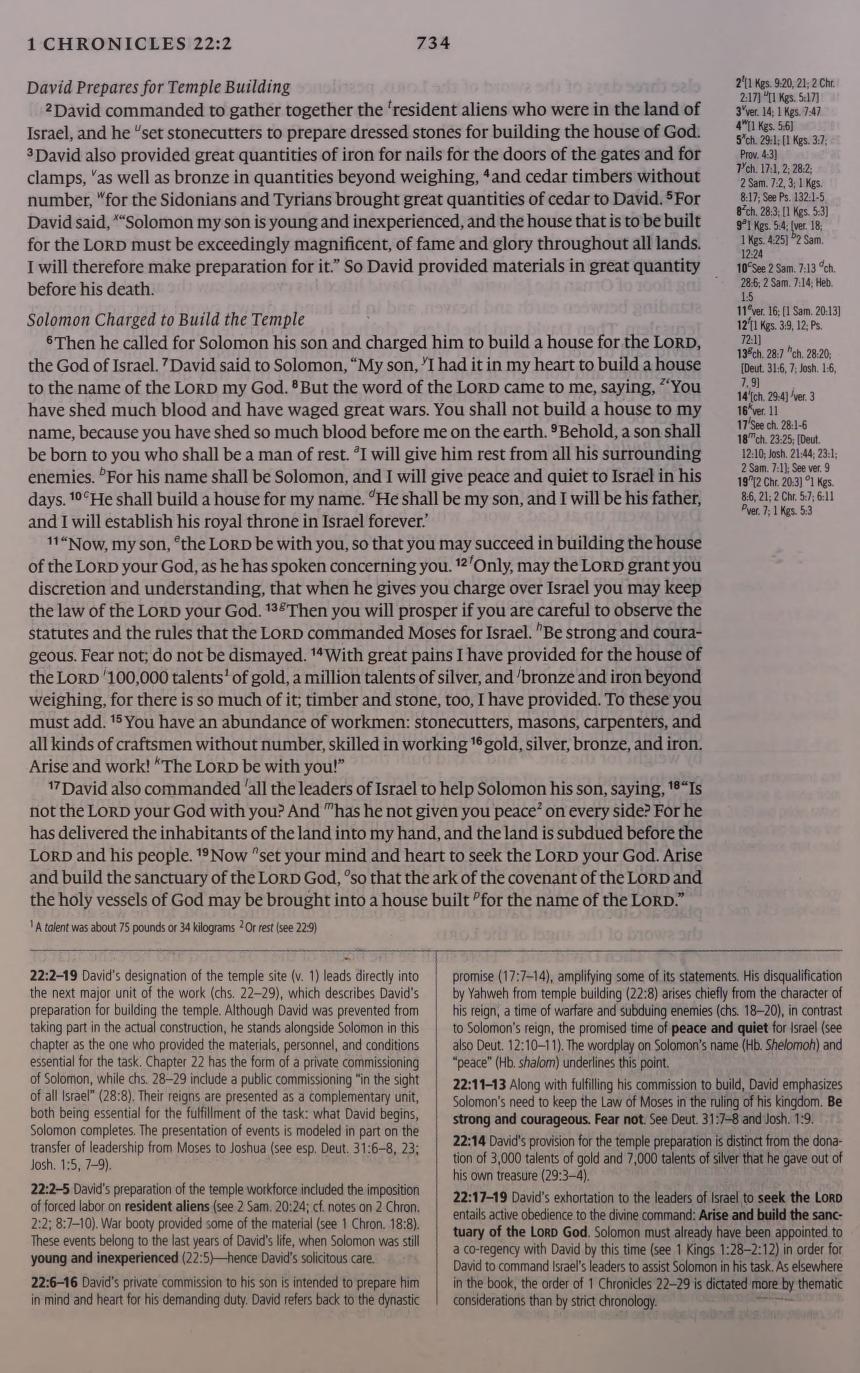 1 CHRONICLES 22:2
734
David Prepares for Temple Building
2David commanded to gather together the tresident aliens who were in the land of
Israel, and he uset stonecutters to prepare dressed stones for building the house of God.
3David also provided great quantities of iron for nails for the doors of the gates and for
clamps, vas well as bronze in quantities beyond weighing, 4and cedar timbers without
number, wfor the Sidonians and Tyrians brought great quantities of cedar to David. 5For
David said, x“Solomon my son is young and inexperienced, and the house that is to be built
for the LORD must be exceedingly magnificent, of fame and glory throughout all lands.
I will therefore make preparation for it.” So David provided materials in great quantity
before his death.
Solomon Charged to Build the Temple
6Then he called for Solomon his son and charged him to build a house for the LORD,
the God of Israel. 7David said to Solomon, “My son, yI had it in my heart to build a house
to the name of the LORD my God. 8But the word of the LORD came to me, saying, z‘You
have shed much blood and have waged great wars. You shall not build a house to my
name, because you have shed so much blood before me on the earth. 9Behold, a son shall
be born to you who shall be a man of rest. aI will give him rest from all his surrounding
enemies. bFor his name shall be Solomon, and I will give peace and quiet to Israel in his
days. 10cHe shall build a house for my name. dHe shall be my son, and I will be his father,
and I will establish his royal throne in Israel forever.’
11“Now, my son, ethe LORD be with you, so that you may succeed in building the house
of the LORD your God, as he has spoken concerning you. 12fOnly, may the LORD grant you
discretion and understanding, that when he gives you charge over Israel you may keep
the law of the LORD your God. 13gThen you will prosper if you are careful to observe the
statutes and the rules that the LORD commanded Moses for Israel. hBe strong and coura-
geous. Fear not; do not be dismayed. 14With great pains I have provided for the house of
the LORD i100,000 talents1 of gold, a million talents of silver, and jbronze and iron beyond
weighing, for there is so much of it; timber and stone, too, I have provided. To these you
must add. 15You have an abundance of workmen: stonecutters, masons, carpenters, and
all kinds of craftsmen without number, skilled in working 16gold, silver, bronze, and iron.
Arise and work! kThe LORD be with you!”
17David also commanded lall the leaders of Israel to help Solomon his son, saying, 18“Is
not the LORD your God with you? And mhas he not given you peace2 on every side? For he
has delivered the inhabitants of the land into my hand, and the land is subdued before the
LORD and his people. 19Now nset your mind and heart to seek the LORD your God. Arise
and build the sanctuary of the LORD God, oso that the ark of the covenant of the LORD and
the holy vessels of God may be brought into a house built pfor the name of the LORD.”
1 A talent was about 75 pounds or 34 kilograms 2 Or rest (see 22:9)
2t[1 Kgs. 9:20, 21; 2 Chr.
2:17] u[1 Kgs. 5:17]
3v ver. 14; 1 Kgs. 7:47
4w[1 Kgs. 5:6]
5x ch. 29:1; [1 Kgs. 3:7;
Prov. 4:3]
7y ch. 17:1, 2; 28:2;
2 Sam. 7:2, 3; 1 Kgs.
8:17; See Ps. 132:1-5
8z ch. 28:3; [1 Kgs. 5:3]
9a 1 Kgs. 5:4; [ver. 18;
1 Kgs. 4:25] b2 Sam.
12:24
10c See 2 Sam. 7:13 d ch.
28:6; 2 Sam. 7:14; Heb.
1:5
11e ver. 16; [1 Sam. 20:13]
12f[1 Kgs. 3:9, 12; Ps.
72:1]
13g ch. 28:7 h ch. 28:20;
[Deut. 31:6, 7; Josh. 1:6,
7, 9]
14i[ch. 29:4] j ver. 3
16k ver. 11
17l See ch. 28:1-6
18m ch. 23:25; [Deut.
12:10; Josh. 21:44; 23:1;
2 Sam. 7:1]; See ver. 9
19n[2 Chr. 20:3] o1 Kgs.
8:6, 21; 2 Chr. 5:7; 6:11
p ver. 7; 1 Kgs. 5:3
22:2–19 David’s designation of the temple site (v. 1) leads directly into
the next major unit of the work (chs. 22–29), which describes David’s
preparation for building the temple. Although David was prevented from
taking part in the actual construction, he stands alongside Solomon in this
chapter as the one who provided the materials, personnel, and conditions
essential for the task. Chapter 22 has the form of a private commissioning
of Solomon, while chs. 28–29 include a public commissioning “in the sight
of all Israel” (28:8). Their reigns are presented as a complementary unit,
both being essential for the fulfillment of the task: what David begins,
Solomon completes. The presentation of events is modeled in part on the
transfer of leadership from Moses to Joshua (see esp. Deut. 31:6–8, 23;
Josh. 1:5, 7–9).
22:2–5 David’s preparation of the temple workforce included the imposition
of forced labor on resident aliens (see 2 Sam. 20:24; cf. notes on 2 Chron.
2:2; 8:7–10). War booty provided some of the material (see 1 Chron. 18:8).
These events belong to the last years of David’s life, when Solomon was still
young and inexperienced (22:5)—hence David’s solicitous care.
22:6–16 David’s private commission to his son is intended to prepare him
in mind and heart for his demanding duty. David refers back to the dynastic
promise (17:7–14), amplifying some of its statements. His disqualification
by Yahweh from temple building (22:8) arises chiefly from the character of
his reign, a time of warfare and subduing enemies (chs. 18–20), in contrast
to Solomon’s reign, the promised time of peace and quiet for Israel (see
also Deut. 12:10–11). The wordplay on Solomon’s name (Hb. Shelomoh) and
“peace” (Hb. shalom) underlines this point.
22:11–13 Along with fulfilling his commission to build, David emphasizes
Solomon’s need to keep the Law of Moses in the ruling of his kingdom. Be
strong and courageous. Fear not. See Deut. 31:7–8 and Josh. 1:9.
22:14 David’s provision for the temple preparation is distinct from the dona-
tion of 3,000 talents of gold and 7,000 talents of silver that he gave out of
his own treasure (29:3–4).
22:17–19 David’s exhortation to the leaders of Israel to seek the LORD
entails active obedience to the divine command: Arise and build the sanc-
tuary of the LORD God. Solomon must already have been appointed to
a co-regency with David by this time (see 1 Kings 1:28–2:12) in order for
David to command Israel’s leaders to assist Solomon in his task. As elsewhere
in the book, the order of 1 Chronicles 22–29 is dictated more by thematic
considerations than by strict chronology.